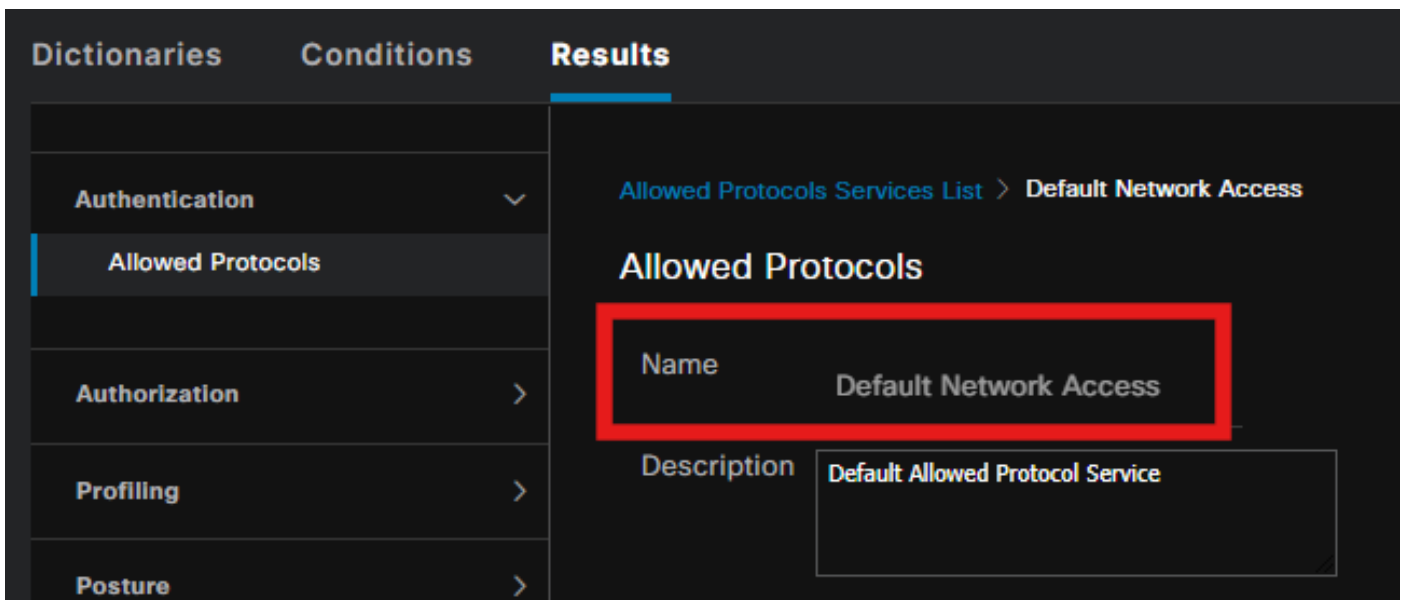 Dictionaries Conditions Results
Authentication
Allowed Protocols
Authorization
Profiling
Posture
Allowed Protocols Services List > Default Network Access
Allowed Protocols
Name Default Network Access
Description Default Allowed Protocol Service